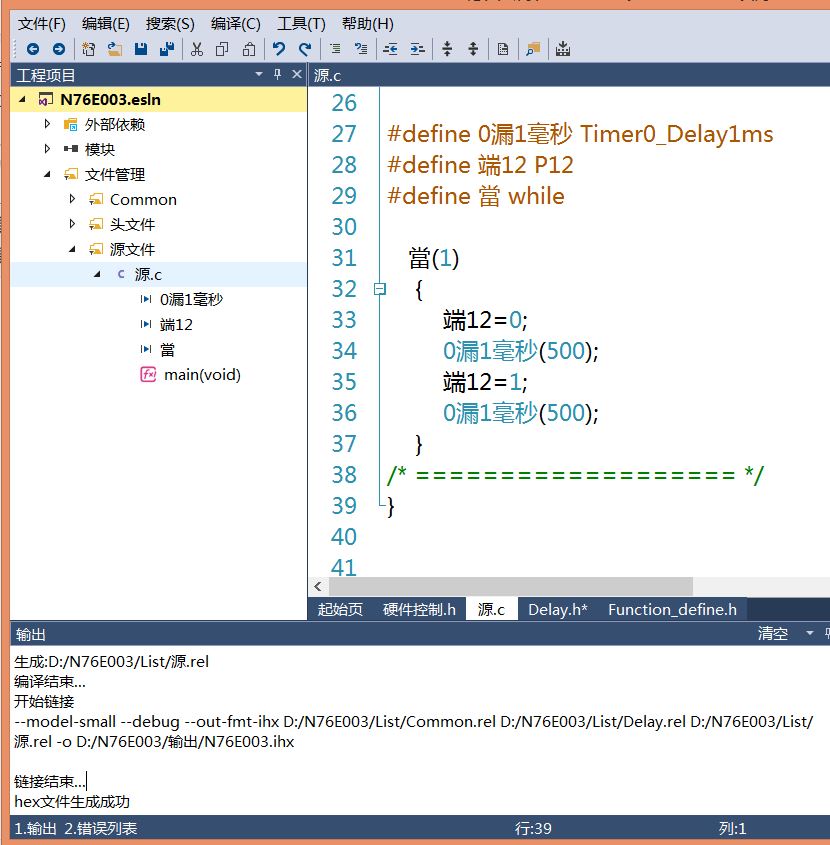 文件(F) 编辑(E) 搜索(S) 编译(C) 工具(T) 帮助(H)
工程项目
N76E003.esln
外部依赖
模块
文件管理
Common
头文件
源文件
源.c
0漏1毫秒
端12
當
main(void)
源.c
26
27 #define 0漏1毫秒 Timer0_Delay1ms
28 #define 端12 P12
29 #define 當 while
30
31 當(1)
32 {
33 端12=0;
34 0漏1毫秒(500);
35 端12=1;
36 0漏1毫秒(500);
37 }
38 /* =================== */
39 }
40
41
起始页 硬件控制.h 源.c Delay.h* Function_define.h
输出 清空
生成:D:/N76E003/List/源.rel
编译结束...
开始链接
--model-small --debug --out-fmt-ihx D:/N76E003/List/Common.rel D:/N76E003/List/Delay.rel D:/N76E003/List/
源.rel -o D:/N76E003/输出/N76E003.ihx
链接结束...
hex文件生成成功
1.输出 2.错误列表 行:39 列:1